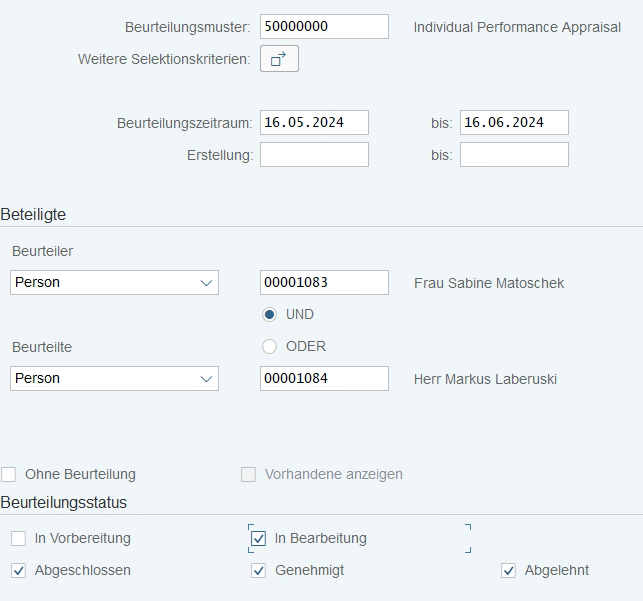 Beurteilungsmuster: 50000000 Individual Performance Appraisal
Weitere Selektionskriterien:
Beurteilungszeitraum: 16.05.2024 bis: 16.06.2024
Erstellung: bis:
Beteiligte
Beurteiler
Person 00001083 Frau Sabine Matoschek
UND
Beurteilte ODER
Person 00001084 Herr Markus Laberuski
Ohne Beurteilung Vorhandene anzeigen
Beurteilungsstatus
In Vorbereitung In Bearbeitung
Abgeschlossen Genehmigt Abgelehnt